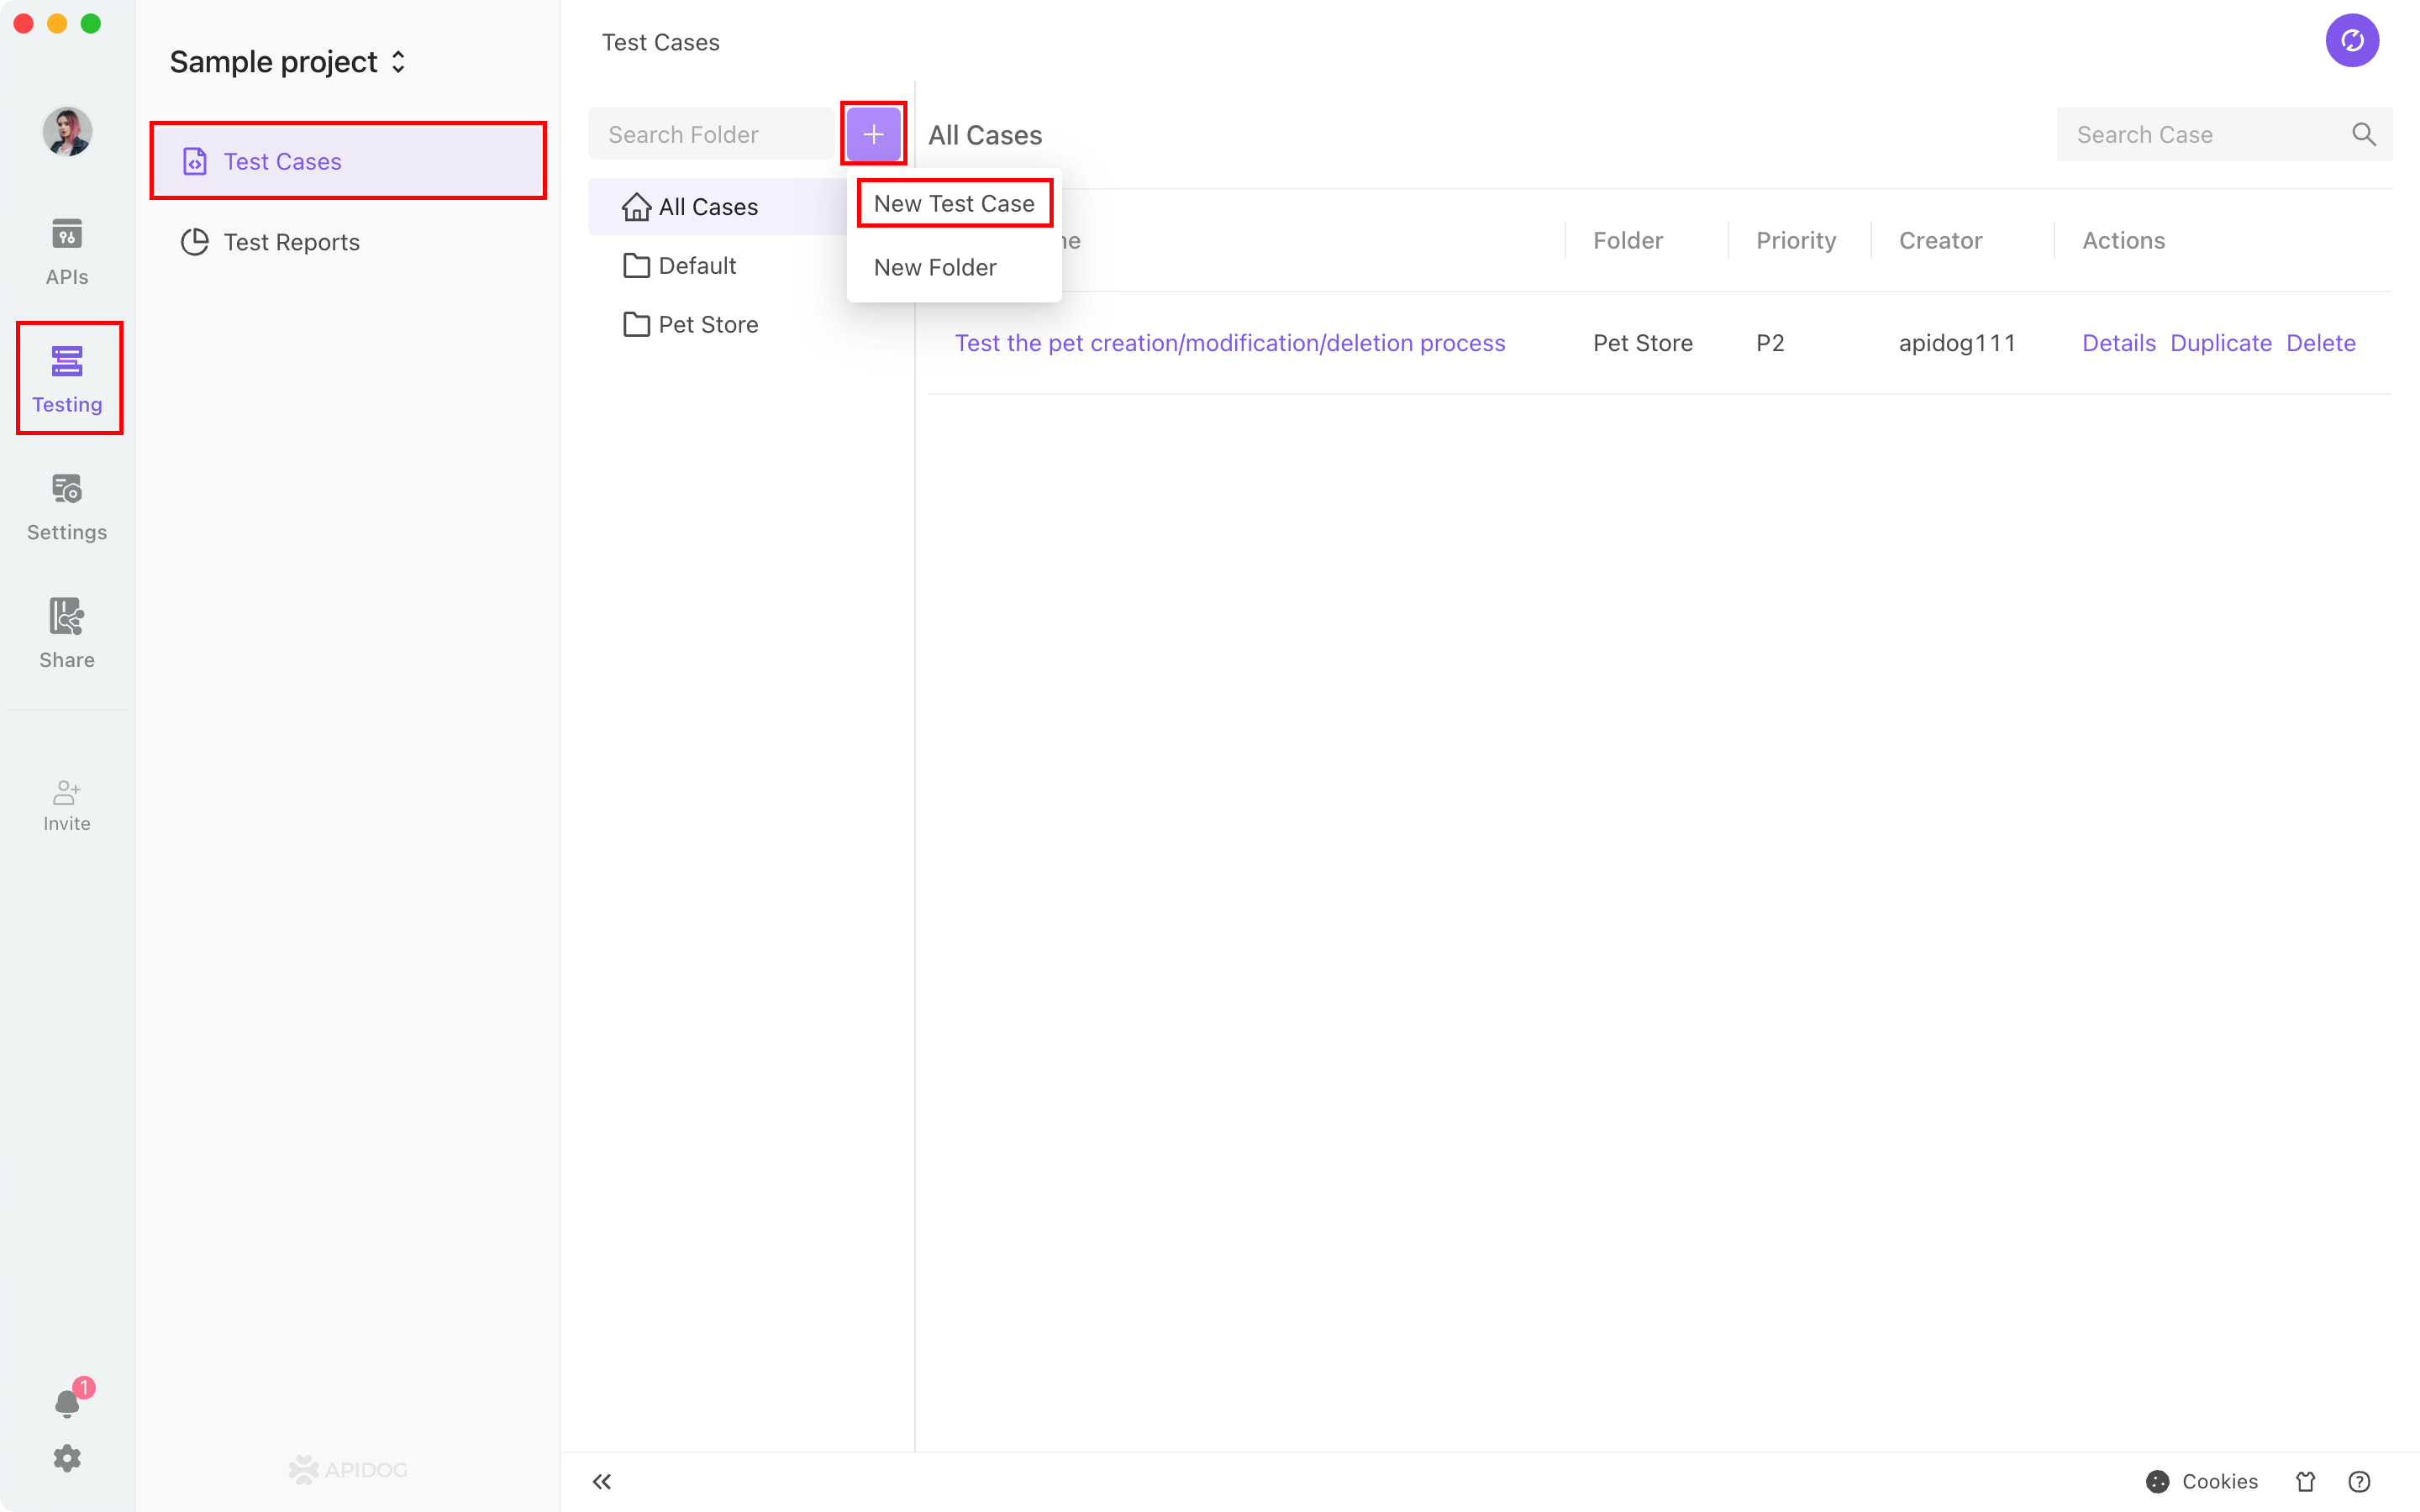 Sample project
APIs
Testing
Settings
Share
Invite
1
Test Cases
Test Reports
APIDOG
Test Cases
Search Folder
+
All Cases
Default
Pet Store
New Test Case
New Folder
All Cases
Search Case
Folder Priority Creator Actions
Test the pet creation/modification/deletion process Pet Store P2 apidog111 Details Duplicate Delete
Cookies